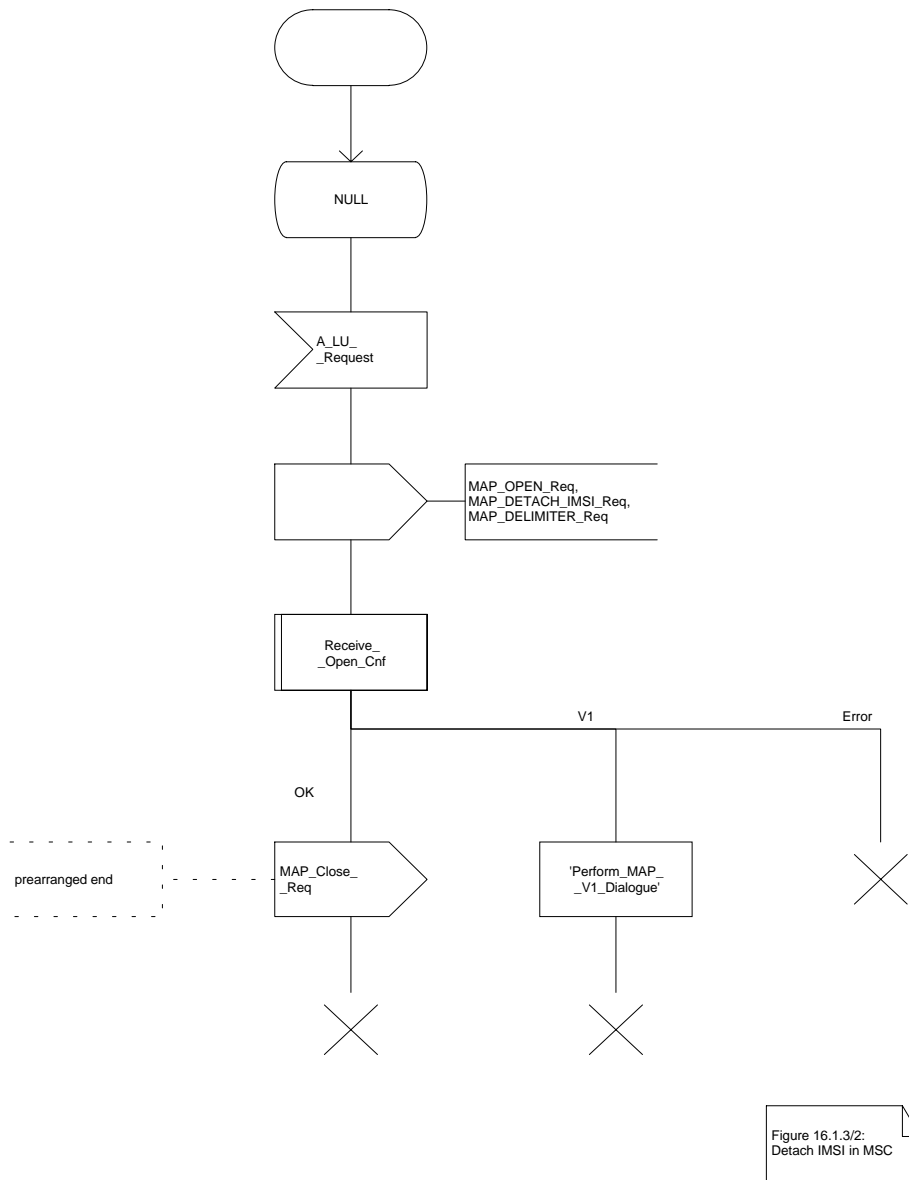 NULL
A_LU_
_Request
MAP_OPEN_Req,
MAP_DETACH_IMSI_Req,
MAP_DELIMITER_Req
Receive_
_Open_Cnf
V1
Error
OK
prearranged end
MAP_Close_
_Req
'Perform_MAP_
_V1_Dialogue'
Figure 16.1.3/2:
Detach IMSI in MSC